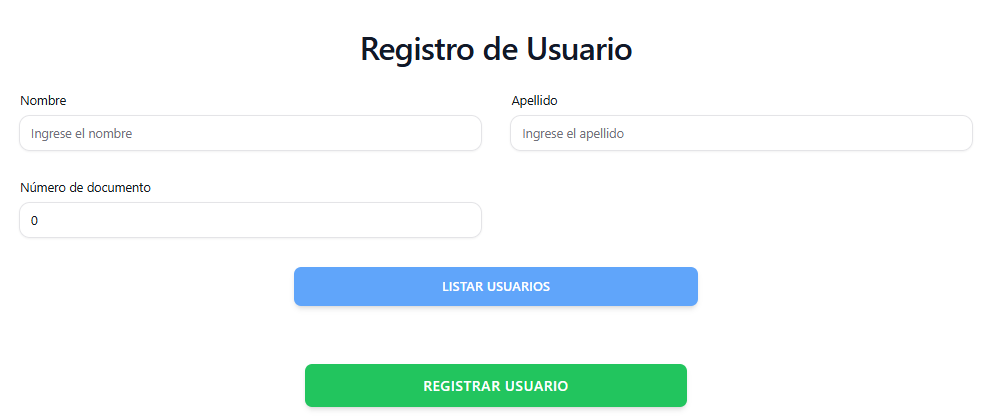 Registro de Usuario
Nombre
Apellido
Ingrese el nombre
Ingrese el apellido
Número de documento
0
LISTAR USUARIOS
REGISTRAR USUARIO